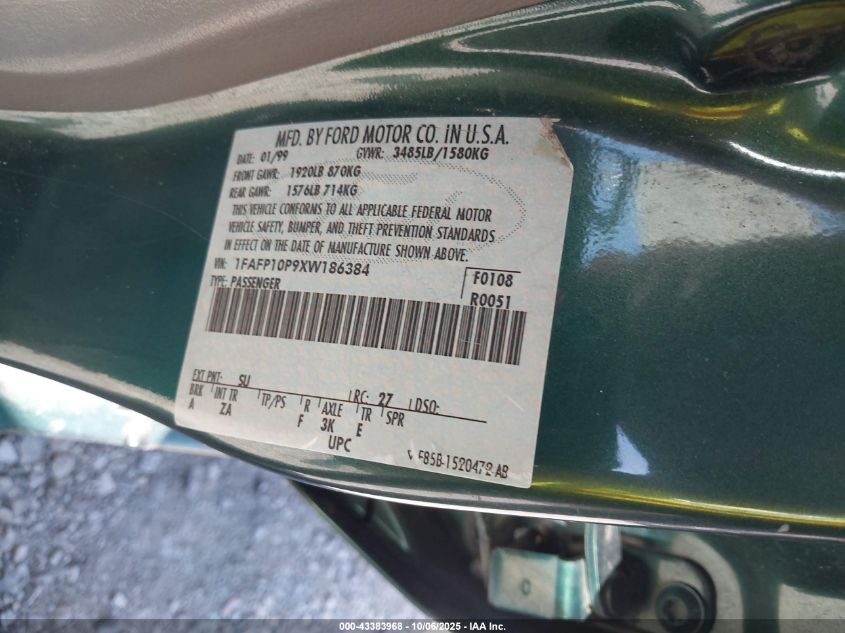 MFD. BY FORD MOTOR CO. IN U.S.A.
DATE: 01/99 GVWR: 3485LB/1580KG
FRONT GAWR: 1920LB 870KG
REAR GAWR: 1576LB 714KG
THIS VEHICLE CONFORMS TO ALL APPLICABLE FEDERAL MOTOR
VEHICLE SAFETY, BUMPER, AND THEFT PREVENTION STANDARDS
IN EFFECT ON THE DATE OF MANUFACTURE SHOWN ABOVE.
VIN: 1FAFP10P9XW186384 F0108
TYPE: PASSENGER R0051
EXT PNT: SU RC: 27 DSO:
BRK INT TR TP/PS R AXLE TR SPR
A ZA F 3K E
UPC
F85B-1520472-AB
000-43383968 - 10/06/2025 - IAA Inc.